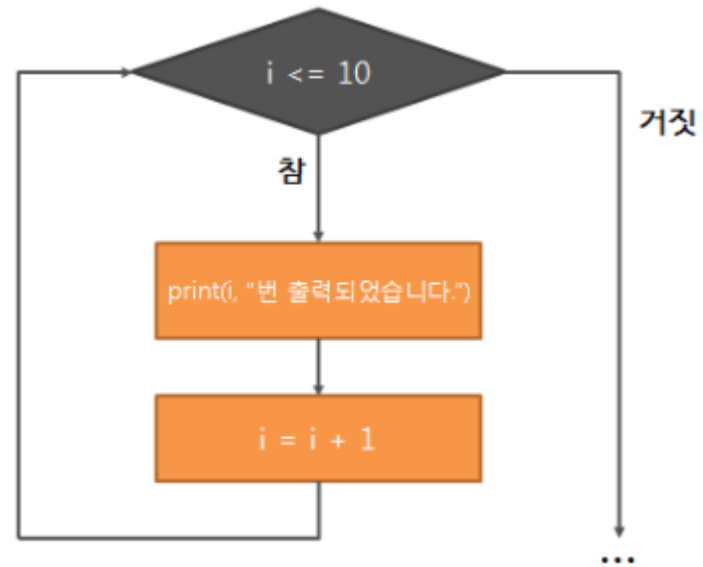 i <= 10
거짓
참
print(i, "번 출력되었습니다.")
i = i + 1
...